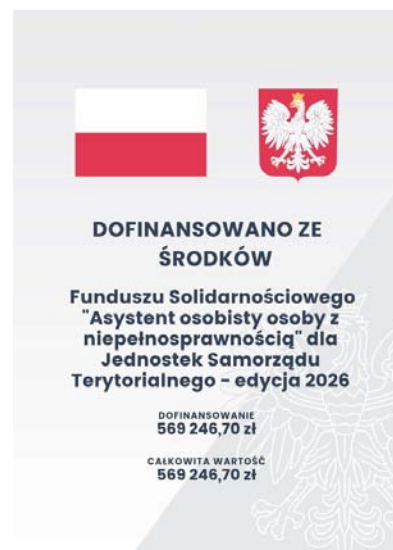 DOFINANSOWANO ZE
ŚRODKÓW
Funduszu Solidarnościowego
"Asystent osobisty osoby z
niepełnosprawnością" dla
Jednostek Samorządu
Terytorialnego - edycja 2026
DOFINANSOWANIE
569 246,70 zł
CAŁKOWITA WARTOŚĆ
569 246,70 zł